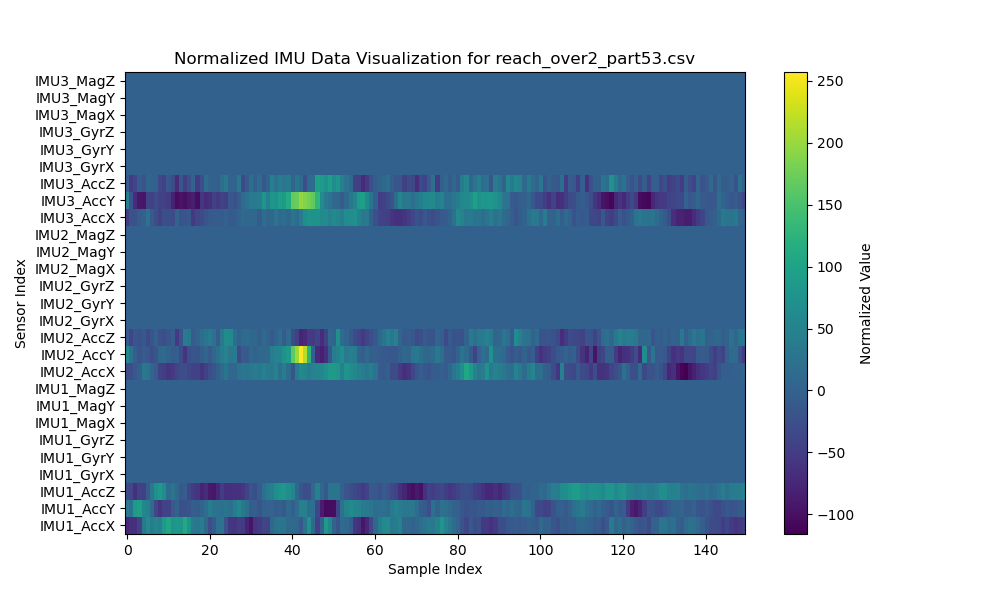 Normalized IMU Data Visualization for reach_over2_part53.csv
IMU3_MagZ
IMU3_MagY
IMU3_MagX
IMU3_GyrZ
IMU3_GyrY
IMU3_GyrX
IMU3_AccZ
IMU3_AccY
IMU3_AccX
IMU2_MagZ
IMU2_MagY
IMU2_MagX
IMU2_GyrZ
IMU2_GyrY
IMU2_GyrX
IMU2_AccZ
IMU2_AccY
IMU2_AccX
IMU1_MagZ
IMU1_MagY
IMU1_MagX
IMU1_GyrZ
IMU1_GyrY
IMU1_GyrX
IMU1_AccZ
IMU1_AccY
IMU1_AccX
Sensor Index
0 20 40 60 80 100 120 140
Sample Index
250
200
150
100
50
0
−50
−100
Normalized Value